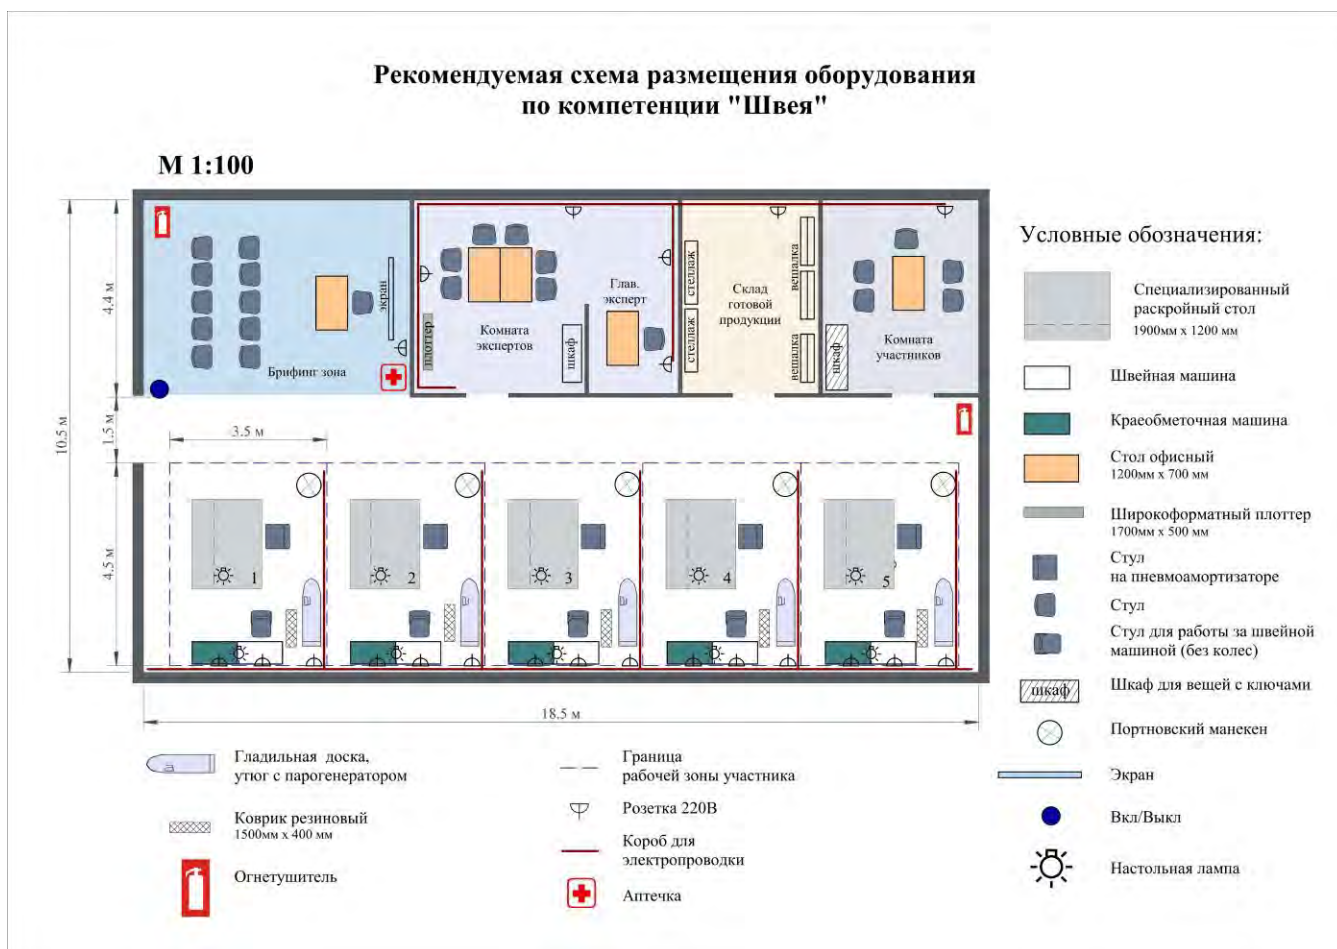 Рекомендуемая схема размещения оборудования
по компетенции "Швея"
М 1:100
10.5 м
4.4 м
1.5 м
4.5 м
3.5 м
18.5 м
экран
Брифинг зона
плоттер
Комната
экспертов
шкаф
Глав.
эксперт
стеллаж
стеллаж
Склад
готовой
продукции
вешалка
вешалка
шкаф
Комната
участников
1
2
3
4
5
Условные обозначения:
Специализированный
раскройный стол
1900мм х 1200 мм
Швейная машина
Краеобметочная машина
Стол офисный
1200мм х 700 мм
Широкоформатный плоттер
1700мм х 500 мм
Стул
на пневмоамортизаторе
Стул
Стул для работы за швейной
машиной (без колес)
шкаф
Шкаф для вещей с ключами
Портновский манекен
Экран
Вкл/Выкл
Настольная лампа
Гладильная доска,
утюг с парогенератором
Коврик резиновый
1500мм х 400 мм
Огнетушитель
Граница
рабочей зоны участника
Розетка 220В
Короб для
электропроводки
Аптечка